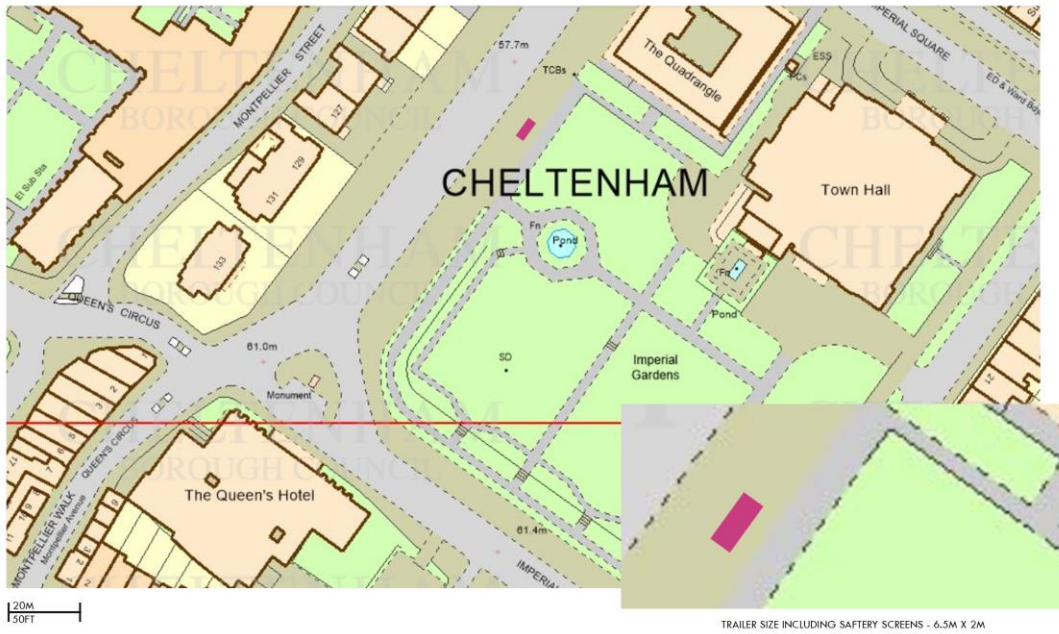 CHELTENHAM
BOROUGH COUNCIL
MONTPELLIER STREET
57.7m
TCBs
The Quadrangle
ESS
PCs
IMPERIAL SQUARE
ED & Ward Bdy
127
129
131
133
El Sub Sta
CHELTENHAM
Town Hall
Fn
Pond
Fn
Pond
QUEEN'S CIRCUS
61.0m
Monument
SD
Imperial
Gardens
21
QUEEN'S CIRCUS
MONTPELLIER WALK
Montpellier Avenue
The Queen's Hotel
61.4m
IMPERIA
20M
50FT
TRAILER SIZE INCLUDING SAFTERY SCREENS - 6.5M X 2M